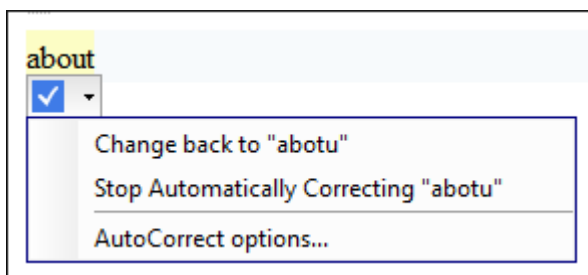 about
Change back to "abotu"
Stop Automatically Correcting "abotu"
AutoCorrect options...